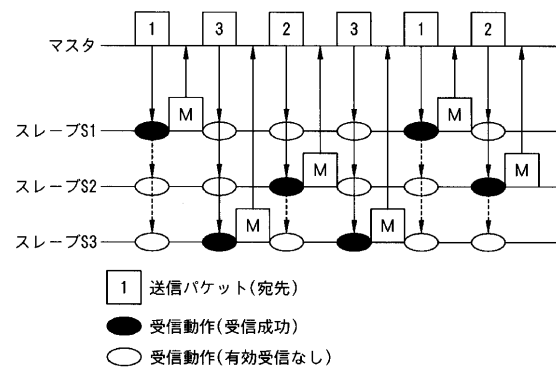 1 3 2 3 1 2
マスタ
M M
スレーブS1
M M
スレーブS2
M M
スレーブS3
1 送信パケット(宛先)
受信動作(受信成功)
受信動作(有効受信なし)